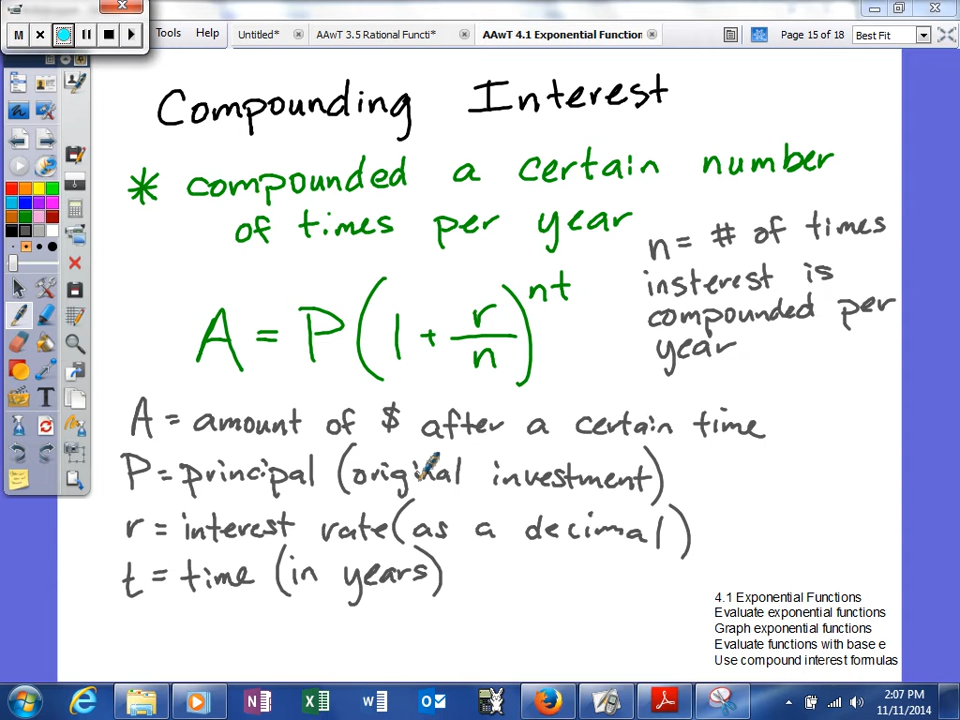 M
Tools Help Untitled* AAwT 3.5 Rational Functi* AAwT 4.1 Exponential Function Page 15 of 18 Best Fit
Compounding Interest
* compounded a certain number
of times per year
n = # of times
insterest is
compounded per
year
A = P(1 + r/n)^nt
A = amount of $ after a certain time
P = principal (original investment)
r = interest rate (as a decimal)
t = time (in years)
4.1 Exponential Functions
Evaluate exponential functions
Graph exponential functions
Evaluate functions with base e
Use compound interest formulas
2:07 PM
11/11/2014